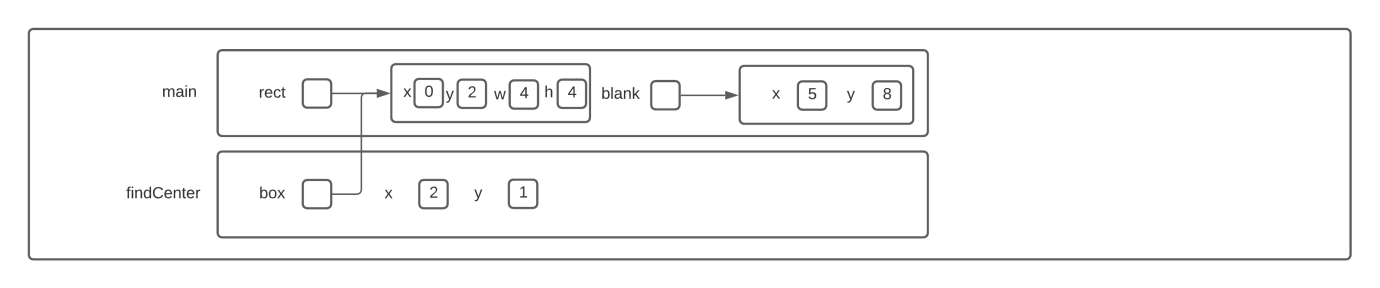 main rect x 0 y 2 w 4 h 4 blank x 5 y 8
findCenter box x 2 y 1